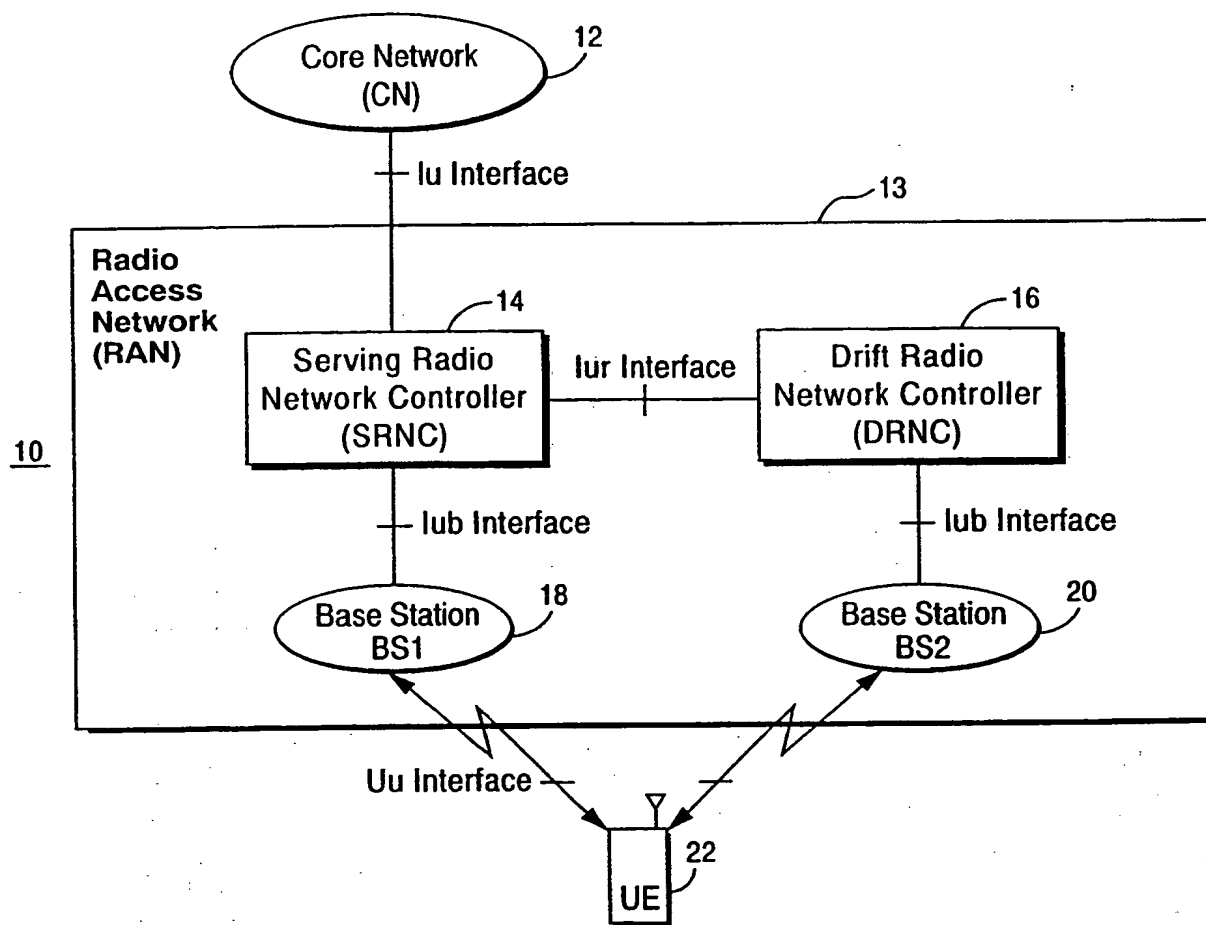 Core Network
(CN)
12
Iu Interface
13
Radio
Access
Network
(RAN)
14
16
Serving Radio
Network Controller
(SRNC)
Iur Interface
Drift Radio
Network Controller
(DRNC)
10
Iub Interface
Iub Interface
Base Station
BS1
18
Base Station
BS2
20
Uu Interface
UE
22